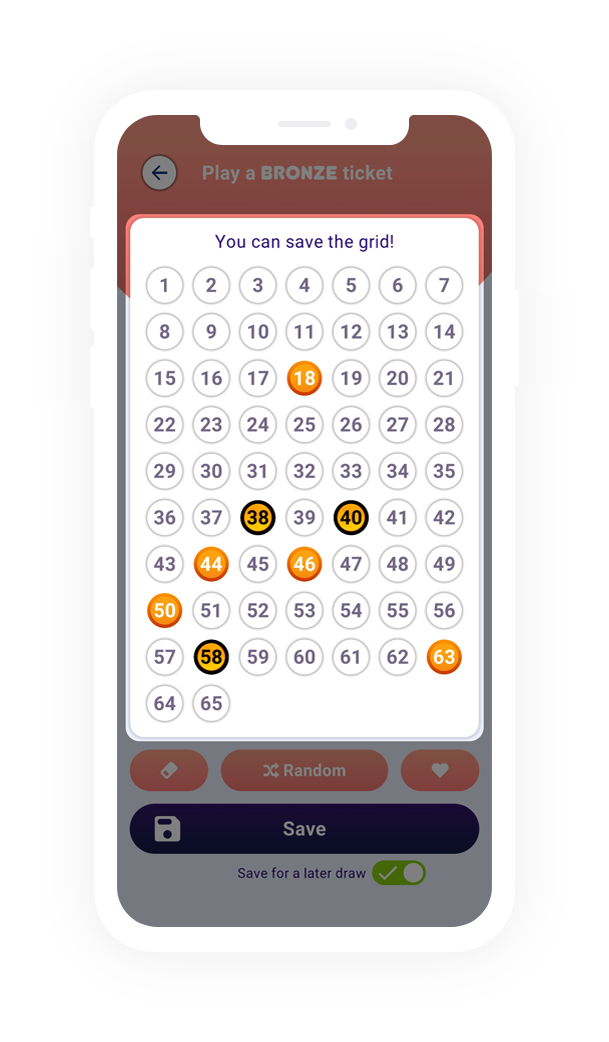 Play a BRONZE ticket
You can save the grid!
1 2 3 4 5 6 7
8 9 10 11 12 13 14
15 16 17 18 19 20 21
22 23 24 25 26 27 28
29 30 31 32 33 34 35
36 37 38 39 40 41 42
43 44 45 46 47 48 49
50 51 52 53 54 55 56
57 58 59 60 61 62 63
64 65
Random
Save
Save for a later draw